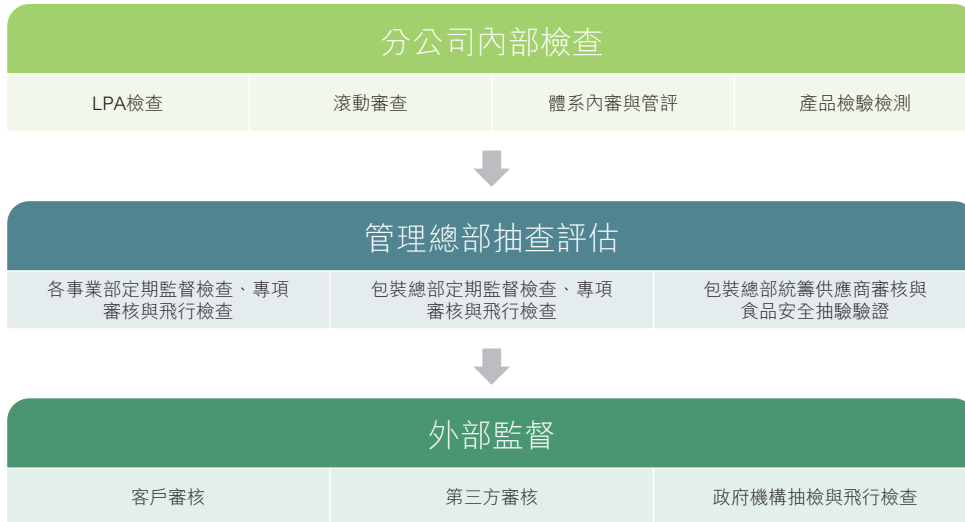 分公司內部檢查
LPA檢查
滾動審查
體系內審與管評
產品檢驗檢測
管理總部抽查評估
各事業部定期監督檢查、專項
審核與飛行檢查
包裝總部定期監督檢查、專項
審核與飛行檢查
包裝總部統籌供應商審核與
食品安全抽驗驗證
外部監督
客戶審核
第三方審核
政府機構抽檢與飛行檢查